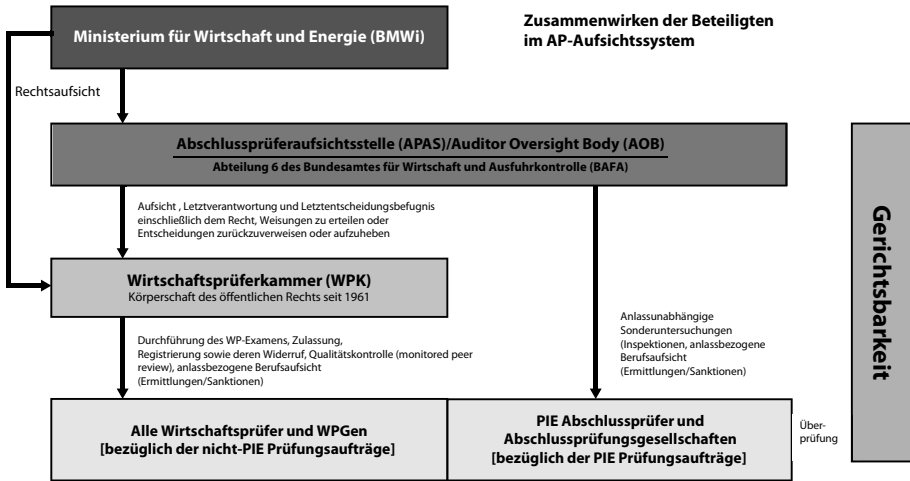 Zusammenwirken der Beteiligten
im AP-Aufsichtssystem
Ministerium für Wirtschaft und Energie (BMWi)
Rechtsaufsicht
Abschlussprüferaufsichtsstelle (APAS)/Auditor Oversight Body (AOB)
Abteilung 6 des Bundesamtes für Wirtschaft und Ausfuhrkontrolle (BAFA)
Aufsicht , Letztverantwortung und Letztentscheidungsbefugnis
einschließlich dem Recht, Weisungen zu erteilen oder
Entscheidungen zurückzuverweisen oder aufzuheben
Wirtschaftsprüferkammer (WPK)
Körperschaft des öffentlichen Rechts seit 1961
Durchführung des WP-Examens, Zulassung,
Registrierung sowie deren Widerruf, Qualitätskontrolle (monitored peer
review), anlassbezogene Berufsaufsicht
(Ermittlungen/Sanktionen)
Anlassunabhängige
Sonderuntersuchungen
(Inspektionen, anlassbezogene
Berufsaufsicht
(Ermittlungen/Sanktionen)
Alle Wirtschaftsprüfer und WPGen
[bezüglich der nicht-PIE Prüfungsaufträge]
PIE Abschlussprüfer und
Abschlussprüfungsgesellschaften
[bezüglich der PIE Prüfungsaufträge]
Über-
prüfung
Gerichtsbarkeit